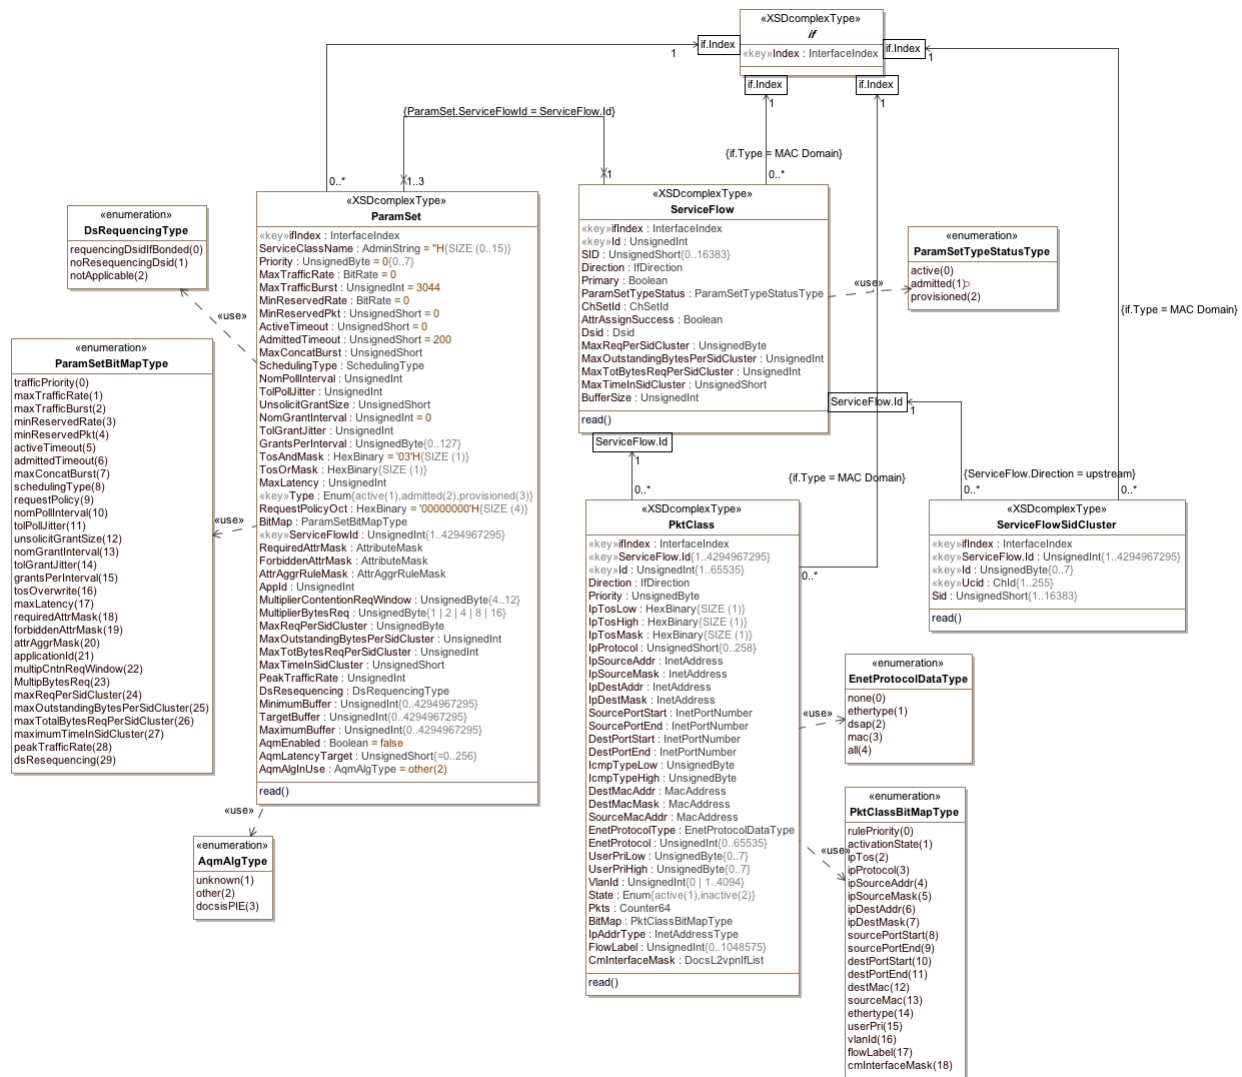 «XSDcomplexType»
if
«key»Index : InterfaceIndex
if.Index
1
if.Index
1
if.Index
1
if.Index
1
{ParamSet.ServiceFlowId = ServiceFlow.Id}
{if.Type = MAC Domain}
0..*
1..3
1
0..*
«enumeration»
DsRequencingType
requencingDsidIfBonded(0)
noResequencingDsid(1)
notApplicable(2)
«use»
«enumeration»
ParamSetBitMapType
trafficPriority(0)
maxTrafficRate(1)
maxTrafficBurst(2)
minReservedRate(3)
minReservedPkt(4)
activeTimeout(5)
admittedTimeout(6)
maxConcatBurst(7)
schedulingType(8)
requestPolicy(9)
nomPollInterval(10)
tolPollJitter(11)
unsolicitGrantSize(12)
nomGrantInterval(13)
tolGrantJitter(14)
grantsPerInterval(15)
tosOverwrite(16)
maxLatency(17)
requiredAttrMask(18)
forbiddenAttrMask(19)
attrAggrMask(20)
applicationId(21)
multipCntnReqWindow(22)
MultipBytesReq(23)
maxReqPerSidCluster(24)
maxOutstandingBytesPerSidCluster(25)
maxTotalBytesReqPerSidCluster(26)
maximumTimeInSidCluster(27)
peakTrafficRate(28)
dsResequencing(29)
«use»
«XSDcomplexType»
ParamSet
«key»ifIndex : InterfaceIndex
ServiceClassName : AdminString = "H{SIZE (0..15)}
Priority : UnsignedByte = 0{0..7}
MaxTrafficRate : BitRate = 0
MaxTrafficBurst : UnsignedInt = 3044
MinReservedRate : BitRate = 0
MinReservedPkt : UnsignedShort = 0
ActiveTimeout : UnsignedShort = 0
AdmittedTimeout : UnsignedShort = 200
MaxConcatBurst : UnsignedShort
SchedulingType : SchedulingType
NomPollInterval : UnsignedInt
TolPollJitter : UnsignedInt
UnsolicitGrantSize : UnsignedShort
NomGrantInterval : UnsignedInt = 0
TolGrantJitter : UnsignedInt
GrantsPerInterval : UnsignedByte{0..127}
TosAndMask : HexBinary = '03'H{SIZE (1)}
TosOrMask : HexBinary{SIZE (1)}
MaxLatency : UnsignedInt
«key»Type : Enum{active(1),admitted(2),provisioned(3)}
RequestPolicyOct : HexBinary = '00000000'H{SIZE (4)}
BitMap : ParamSetBitMapType
«key»ServiceFlowId : UnsignedInt{1..4294967295}
RequiredAttrMask : AttributeMask
ForbiddenAttrMask : AttributeMask
AttrAggrRuleMask : AttrAggrRuleMask
AppId : UnsignedInt
MultiplierContentionReqWindow : UnsignedByte{4..12}
MultiplierBytesReq : UnsignedByte{1 | 2 | 4 | 8 | 16}
MaxReqPerSidCluster : UnsignedByte
MaxOutstandingBytesPerSidCluster : UnsignedInt
MaxTotBytesReqPerSidCluster : UnsignedInt
MaxTimeInSidCluster : UnsignedShort
PeakTrafficRate : UnsignedInt
DsResequencing : DsRequencingType
MinimumBuffer : UnsignedInt{0..4294967295}
TargetBuffer : UnsignedInt{0..4294967295}
MaximumBuffer : UnsignedInt{0..4294967295}
AqmEnabled : Boolean = false
AqmLatencyTarget : UnsignedShort{=0..256}
AqmAlgInUse : AqmAlgType = other(2)
read()
«use»
«enumeration»
AqmAlgType
unknown(1)
other(2)
docsisPIE(3)
«XSDcomplexType»
ServiceFlow
«key»ifIndex : InterfaceIndex
«key»Id : UnsignedInt
SID : UnsignedShort{0..16383}
Direction : IfDirection
Primary : Boolean
ParamSetTypeStatus : ParamSetTypeStatusType
ChSetId : ChSetId
AttrAssignSuccess : Boolean
Dsid : Dsid
MaxReqPerSidCluster : UnsignedByte
MaxOutstandingBytesPerSidCluster : UnsignedInt
MaxTotBytesReqPerSidCluster : UnsignedInt
MaxTimeInSidCluster : UnsignedShort
BufferSize : UnsignedInt
read()
«use»
«enumeration»
ParamSetTypeStatusType
active(0)
admitted(1)
provisioned(2)
{if.Type = MAC Domain}
ServiceFlow.Id
1
ServiceFlow.Id
1
0..*
{if.Type = MAC Domain}
{ServiceFlow.Direction = upstream}
0..*
0..*
«XSDcomplexType»
PktClass
«key»ifIndex : InterfaceIndex
«key»ServiceFlow.Id{1..4294967295}
«key»Id : UnsignedInt{1..65535}
Direction : IfDirection
Priority : UnsignedByte
IpTosLow : HexBinary{SIZE (1)}
IpTosHigh : HexBinary{SIZE (1)}
IpTosMask : HexBinary{SIZE (1)}
IpProtocol : UnsignedShort{0..258}
IpSourceAddr : InetAddress
IpSourceMask : InetAddress
IpDestAddr : InetAddress
IpDestMask : InetAddress
SourcePortStart : InetPortNumber
SourcePortEnd : InetPortNumber
DestPortStart : InetPortNumber
DestPortEnd : InetPortNumber
IcmpTypeLow : UnsignedByte
IcmpTypeHigh : UnsignedByte
DestMacAddr : MacAddress
DestMacMask : MacAddress
SourceMacAddr : MacAddress
EnetProtocolType : EnetProtocolDataType
EnetProtocol : UnsignedInt{0..65535}
UserPriLow : UnsignedByte{0..7}
UserPriHigh : UnsignedByte{0..7}
VlanId : UnsignedInt{0 | 1..4094}
State : Enum{active(1),inactive(2)}
Pkts : Counter64
BitMap : PktClassBitMapType
IpAddrType : InetAddressType
FlowLabel : UnsignedInt{0..1048575}
CmInterfaceMask : DocsL2vpnIfList
read()
0..*
«XSDcomplexType»
ServiceFlowSidCluster
«key»ifIndex : InterfaceIndex
«key»ServiceFlow.Id : UnsignedInt{1..4294967295}
«key»Id : UnsignedByte{0..7}
«key»Ucid : ChId{1..255}
Sid : UnsignedShort{1..16383}
read()
«use»
«enumeration»
EnetProtocolDataType
none(0)
ethertype(1)
dsap(2)
mac(3)
all(4)
«use»
«enumeration»
PktClassBitMapType
rulePriority(0)
activationState(1)
ipTos(2)
ipProtocol(3)
ipSourceAddr(4)
ipSourceMask(5)
ipDestAddr(6)
ipDestMask(7)
sourcePortStart(8)
sourcePortEnd(9)
destPortStart(10)
destPortEnd(11)
destMac(12)
sourceMac(13)
ethertype(14)
userPri(15)
vlanId(16)
flowLabel(17)
cmInterfaceMask(18)